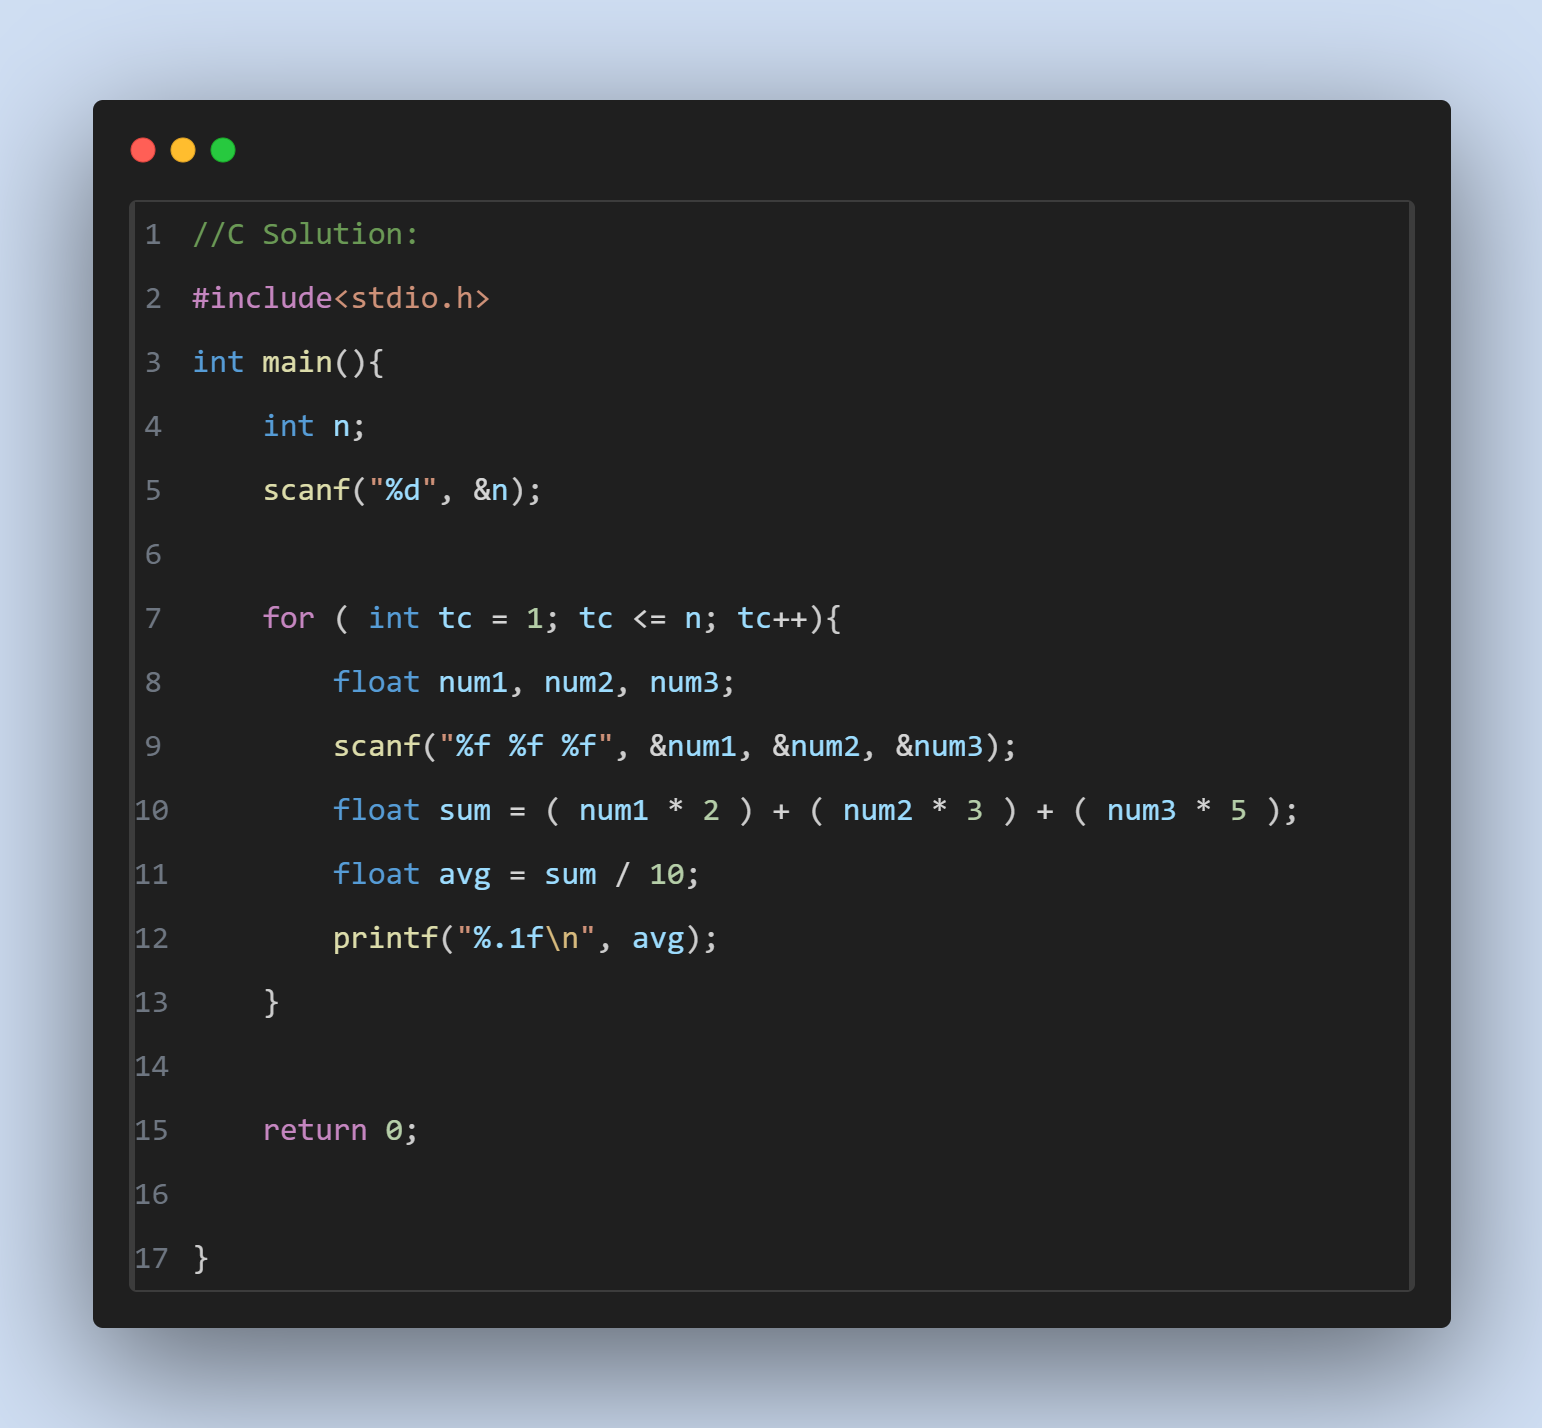 1 //C Solution:
2 #include<stdio.h>
3 int main(){
4     int n;
5     scanf("%d", &n);
6
7     for ( int tc = 1; tc <= n; tc++){
8         float num1, num2, num3;
9         scanf("%f %f %f", &num1, &num2, &num3);
10         float sum = ( num1 * 2 ) + ( num2 * 3 ) + ( num3 * 5 );
11         float avg = sum / 10;
12         printf("%.1f\n", avg);
13     }
14
15     return 0;
16
17 }